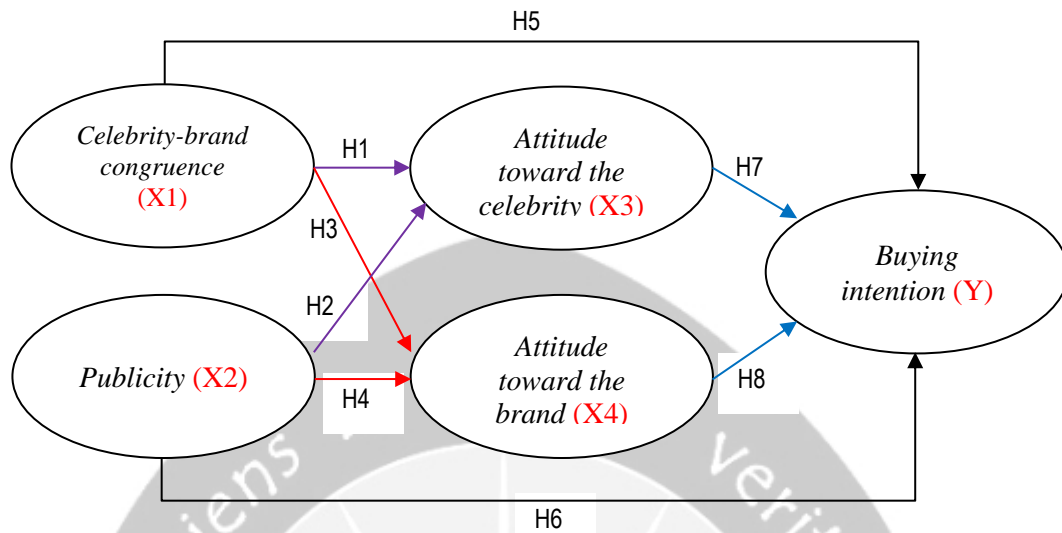 H5
Celebrity-brand
congruence
(X1)
H1
Attitude
toward the
celebrity (X3)
H7
H3
Buying
intention (Y)
H2
Publicity (X2)
H4
Attitude
toward the
brand (X4)
H8
H6